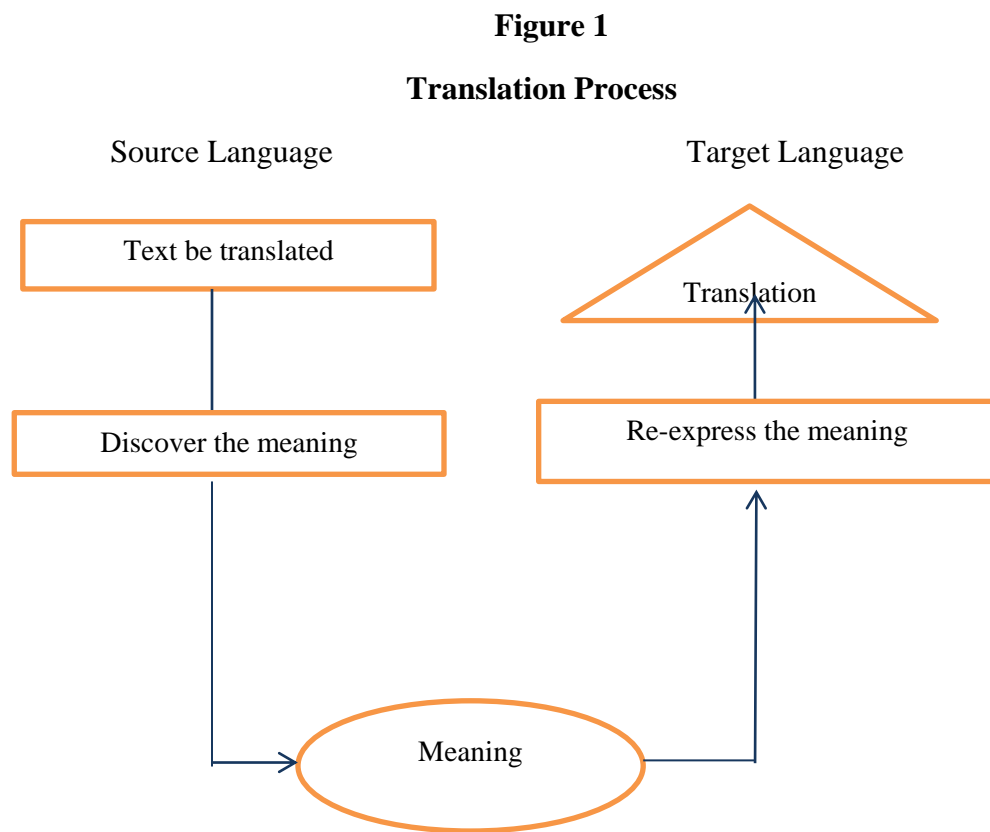 Figure 1
Translation Process
Source Language
Target Language
Text be translated
Translation
Discover the meaning
Re-express the meaning
Meaning